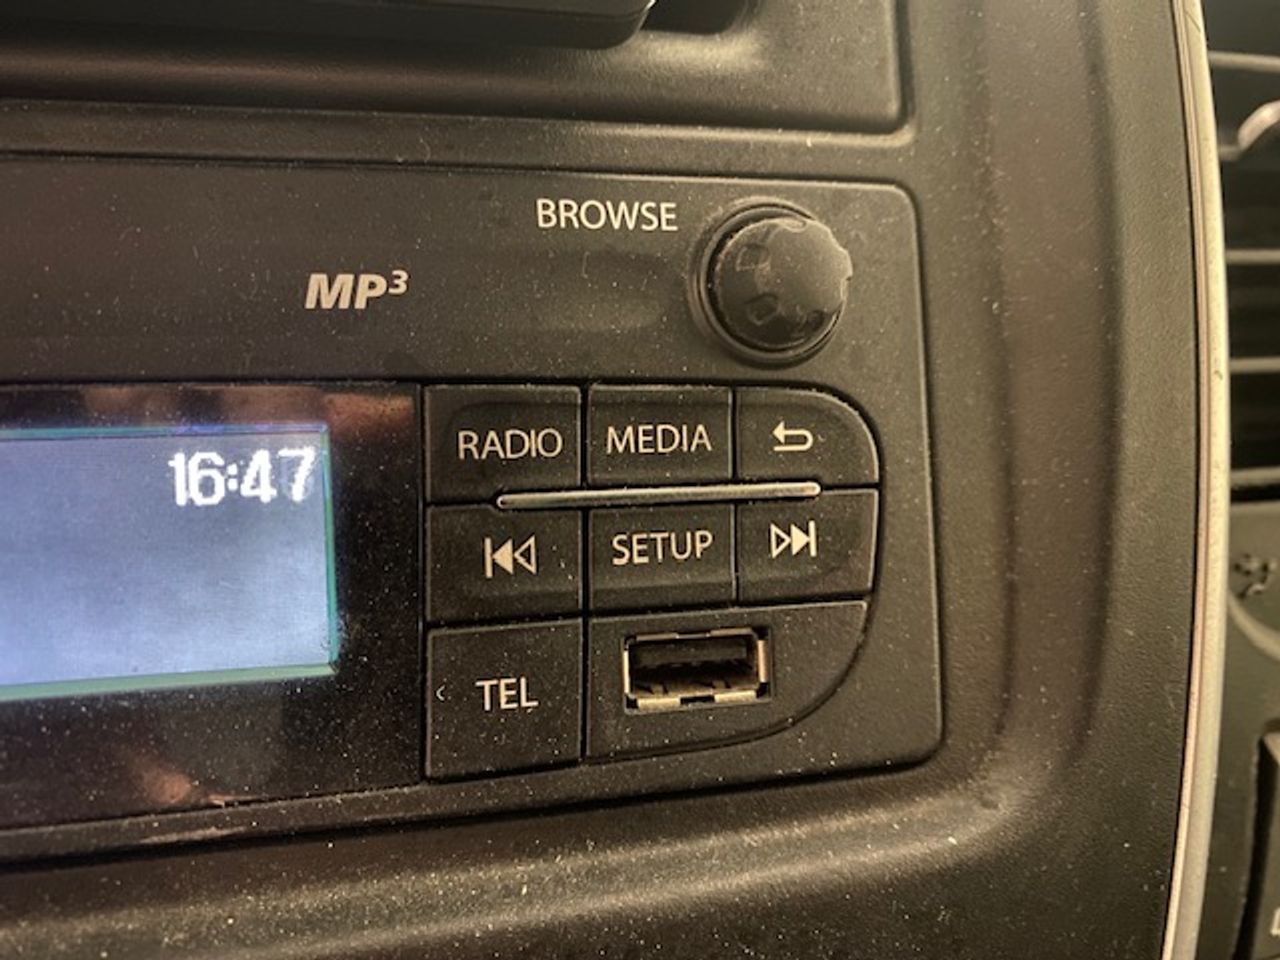 BROWSE
MP³
16:47
RADIO
MEDIA
SETUP
TEL